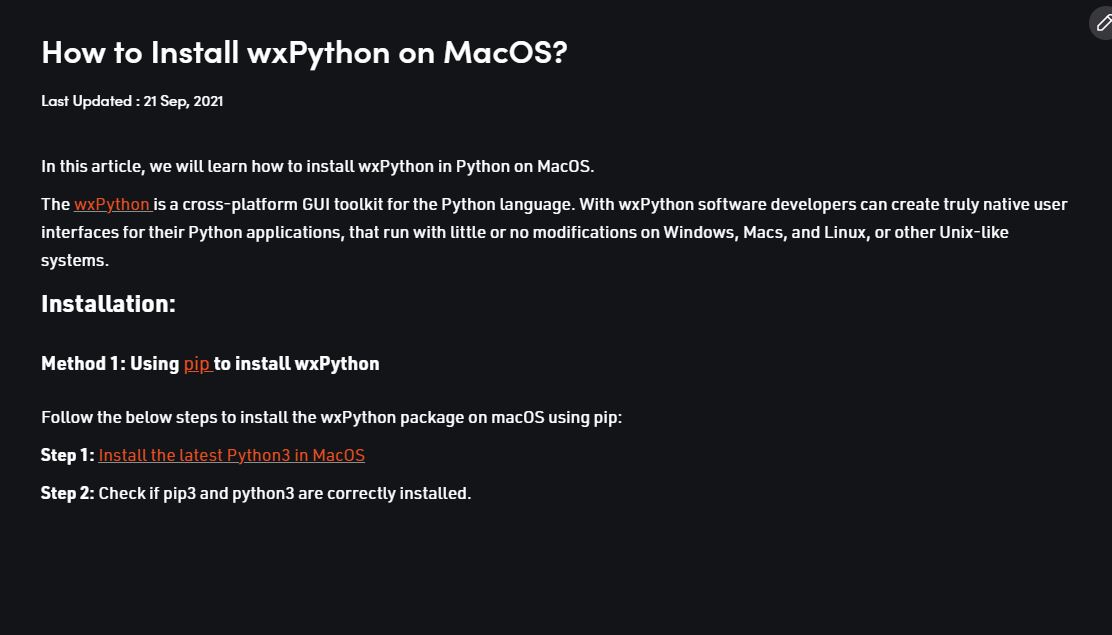 How to Install wxPython on MacOS?
Last Updated : 21 Sep, 2021
In this article, we will learn how to install wxPython in Python on MacOS.
The wxPython is a cross-platform GUI toolkit for the Python language. With wxPython software developers can create truly native user
interfaces for their Python applications, that run with little or no modifications on Windows, Macs, and Linux, or other Unix-like
systems.
Installation:
Method 1: Using pip to install wxPython
Follow the below steps to install the wxPython package on macOS using pip:
Step 1: Install the latest Python3 in MacOS
Step 2: Check if pip3 and python3 are correctly installed.